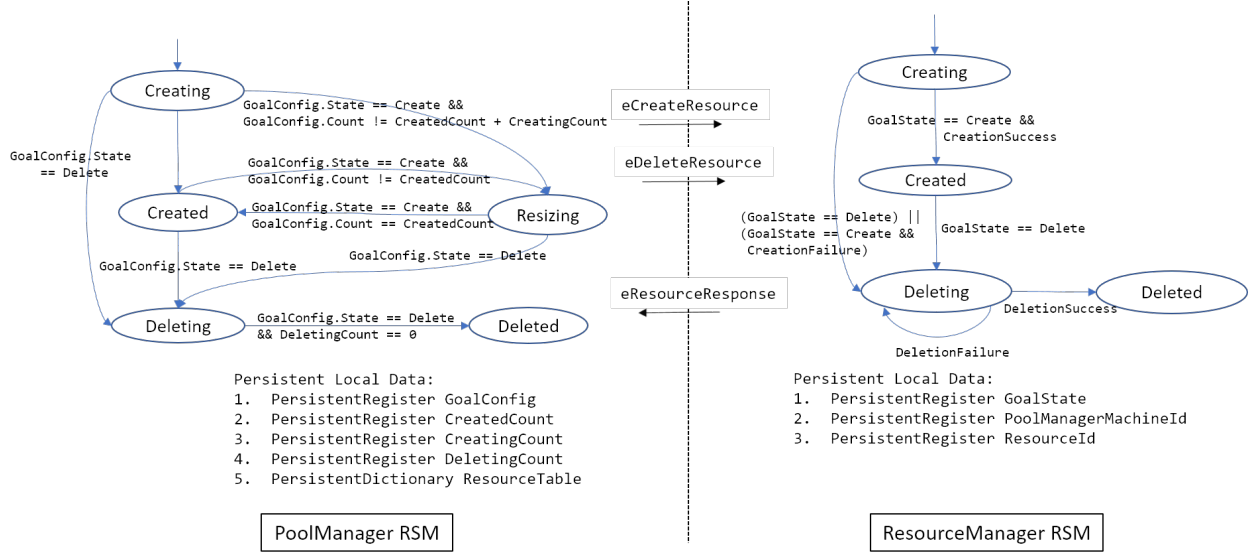 Creating
GoalConfig.State == Create &&
GoalConfig.Count != CreatedCount + CreatingCount
GoalConfig.State
== Delete
GoalConfig.State == Create &&
GoalConfig.Count != CreatedCount
Created
GoalConfig.State == Create &&
GoalConfig.Count == CreatedCount
Resizing
GoalConfig.State == Delete
GoalConfig.State == Delete
Deleting
GoalConfig.State == Delete
&& DeletingCount == 0
Deleted
Persistent Local Data:
1. PersistentRegister GoalConfig
2. PersistentRegister CreatedCount
3. PersistentRegister CreatingCount
4. PersistentRegister DeletingCount
5. PersistentDictionary ResourceTable
PoolManager RSM
eCreateResource
eDeleteResource
eResourceResponse
Creating
GoalState == Create &&
CreationSuccess
Created
(GoalState == Delete) ||
(GoalState == Create &&
CreationFailure)
GoalState == Delete
Deleting
DeletionSuccess
Deleted
DeletionFailure
Persistent Local Data:
1. PersistentRegister GoalState
2. PersistentRegister PoolManagerMachineId
3. PersistentRegister ResourceId
ResourceManager RSM